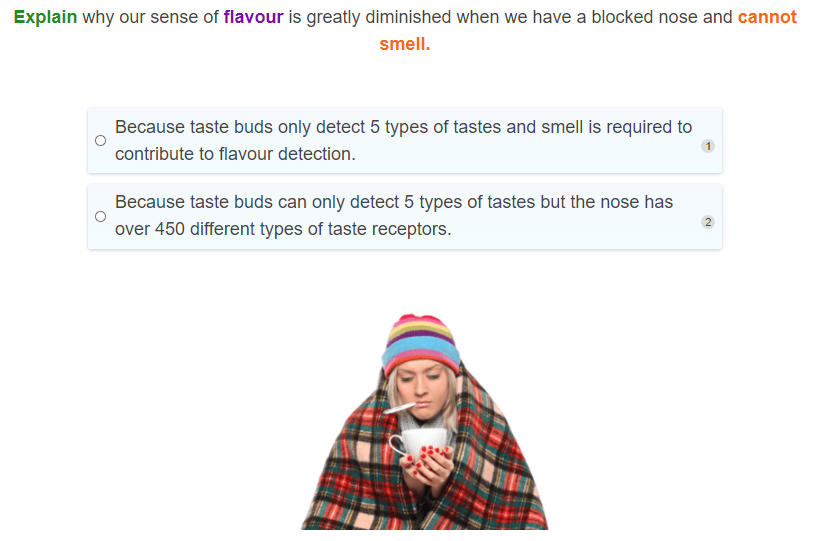 Explain why our sense of flavour is greatly diminished when we have a blocked nose and cannot
smell.
Because taste buds only detect 5 types of tastes and smell is required to
contribute to flavour detection.
1
Because taste buds can only detect 5 types of tastes but the nose has
over 450 different types of taste receptors.
2